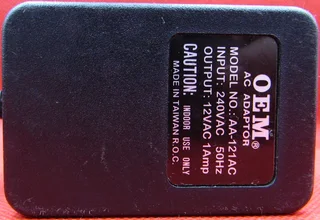 OEM®
AC ADAPTOR
MODEL NO.: AA-121AC
INPUT: 240VAC 50Hz
OUTPUT: 12VAC 1Amp
CAUTION: INDOOR USE ONLY
MADE IN TAIWAN R.O.C.